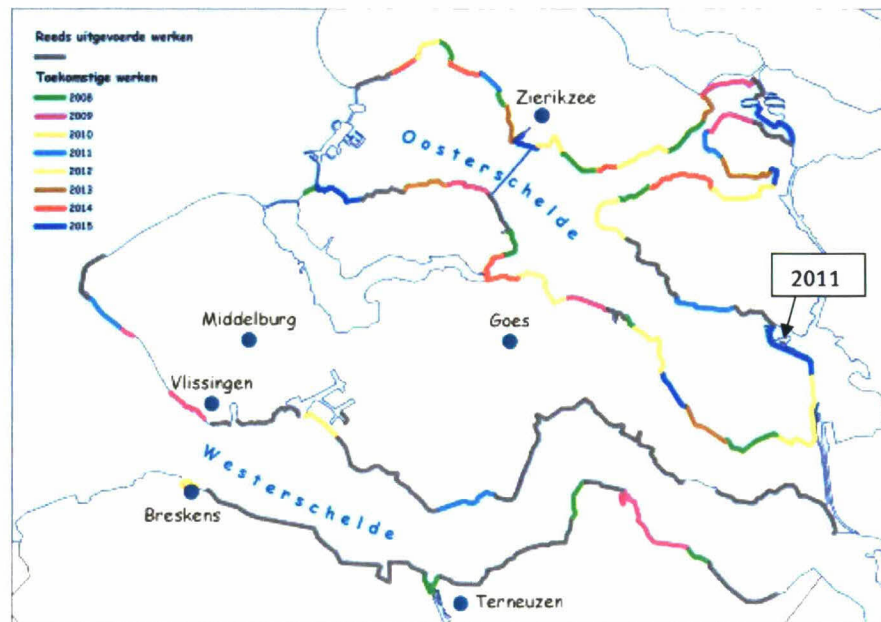 Reeds uitgevoerde werken
Toekomstige werken
2008
2009
2010
2011
2012
2013
2014
2015
Zierikzee
Oosterschelde
2011
Middelburg
Goes
Vlissingen
Westerschelde
Breskens
Terneuzen